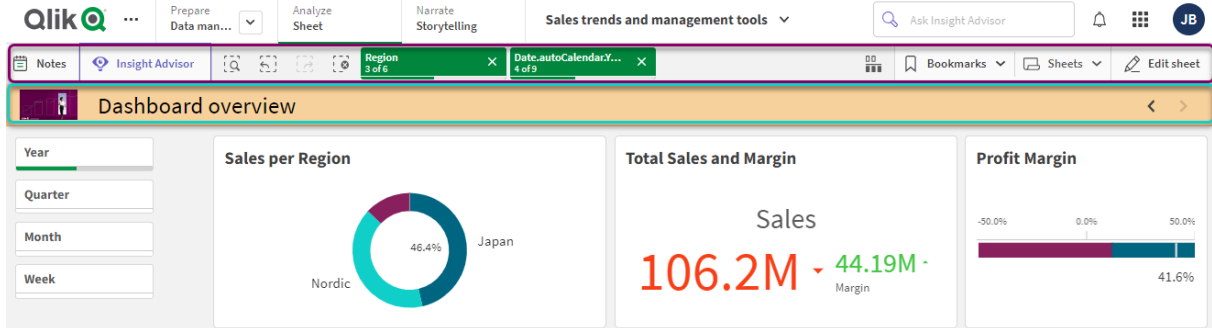 Qlik
Prepare
Data man...
Analyze
Sheet
Narrate
Storytelling
Sales trends and management tools
Ask Insight Advisor
JB
Notes
Insight Advisor
Region
3 of 6
Date.autoCalendar.Y...
4 of 9
Bookmarks
Sheets
Edit sheet
Dashboard overview
Year
Quarter
Month
Week
Sales per Region
46.4%
Japan
Nordic
Total Sales and Margin
Sales
106.2M
44.19M
Margin
Profit Margin
-50.0% 0.0% 50.0%
41.6%